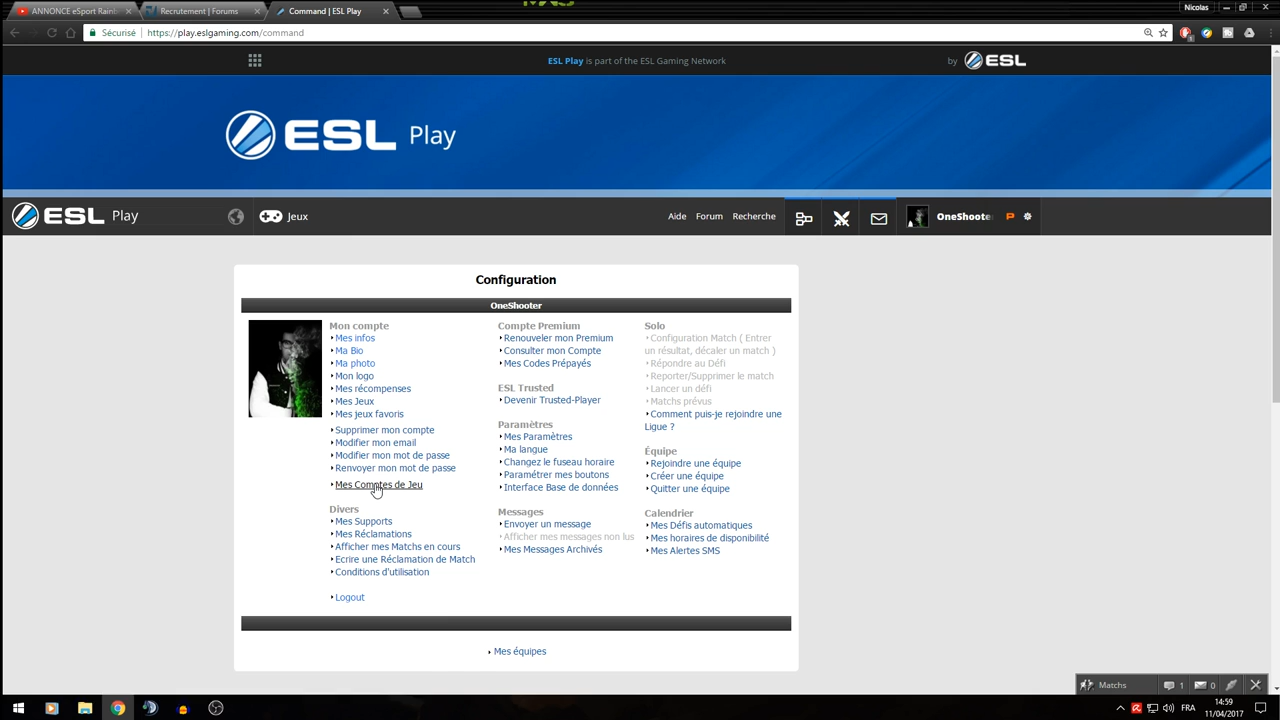 ANNONCE eSport Rainb
Recrutement | Forums
Command | ESL Play
Nicolas
Sécurisé
https://play.eslgaming.com/command
ESL Play is part of the ESL Gaming Network
by ESL
ESL Play
ESL Play
Jeux
Aide
Forum
Recherche
OneShoote
Configuration
OneShooter
Mon compte
Mes infos
Ma Bio
Ma photo
Mon logo
Mes récompenses
Mes Jeux
Mes jeux favoris
Supprimer mon compte
Modifier mon email
Modifier mon mot de passe
Renvoyer mon mot de passe
Mes Comptes de Jeu
Divers
Mes Supports
Mes Réclamations
Afficher mes Matchs en cours
Ecrire une Réclamation de Match
Conditions d'utilisation
Logout
Compte Premium
Renouveler mon Premium
Consulter mon Compte
Mes Codes Prépayés
ESL Trusted
Devenir Trusted-Player
Paramètres
Mes Paramètres
Ma langue
Changez le fuseau horaire
Paramétrer mes boutons
Interface Base de données
Messages
Envoyer un message
Afficher mes messages non lus
Mes Messages Archivés
Solo
Configuration Match ( Entrer
un résultat, décaler un match )
Répondre au Défi
Reporter/Supprimer le match
Lancer un défi
Matchs prévus
Comment puis-je rejoindre une
Ligue ?
Équipe
Rejoindre une équipe
Créer une équipe
Quitter une équipe
Calendrier
Mes Défis automatiques
Mes horaires de disponibilité
Mes Alertes SMS
Mes équipes
Matchs
1
0
FRA
14:59
11/04/2017